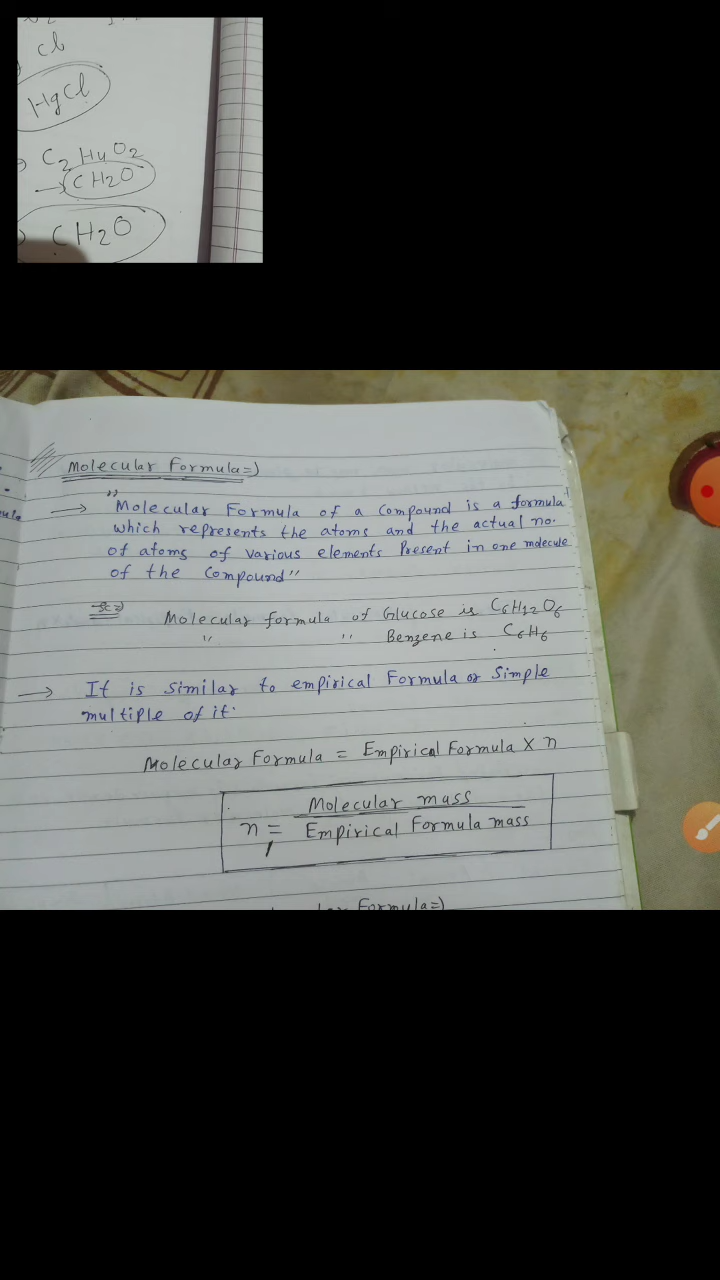 Cl
HgCl
C2H4O2
→ CH2O
CH2O
Molecular Formula =)
→ "Molecular Formula of a Compound is a formula
which represents the atoms and the actual no.
of atoms of various elements Present in one molecule
of the Compound"
Molecular formula of Glucose is C6H12O6
" " Benzene is C6H6
→ It is similar to empirical Formula or Simple
multiple of it.
Molecular Formula = Empirical Formula X n
n = Molecular mass
Empirical Formula mass
Formula =)